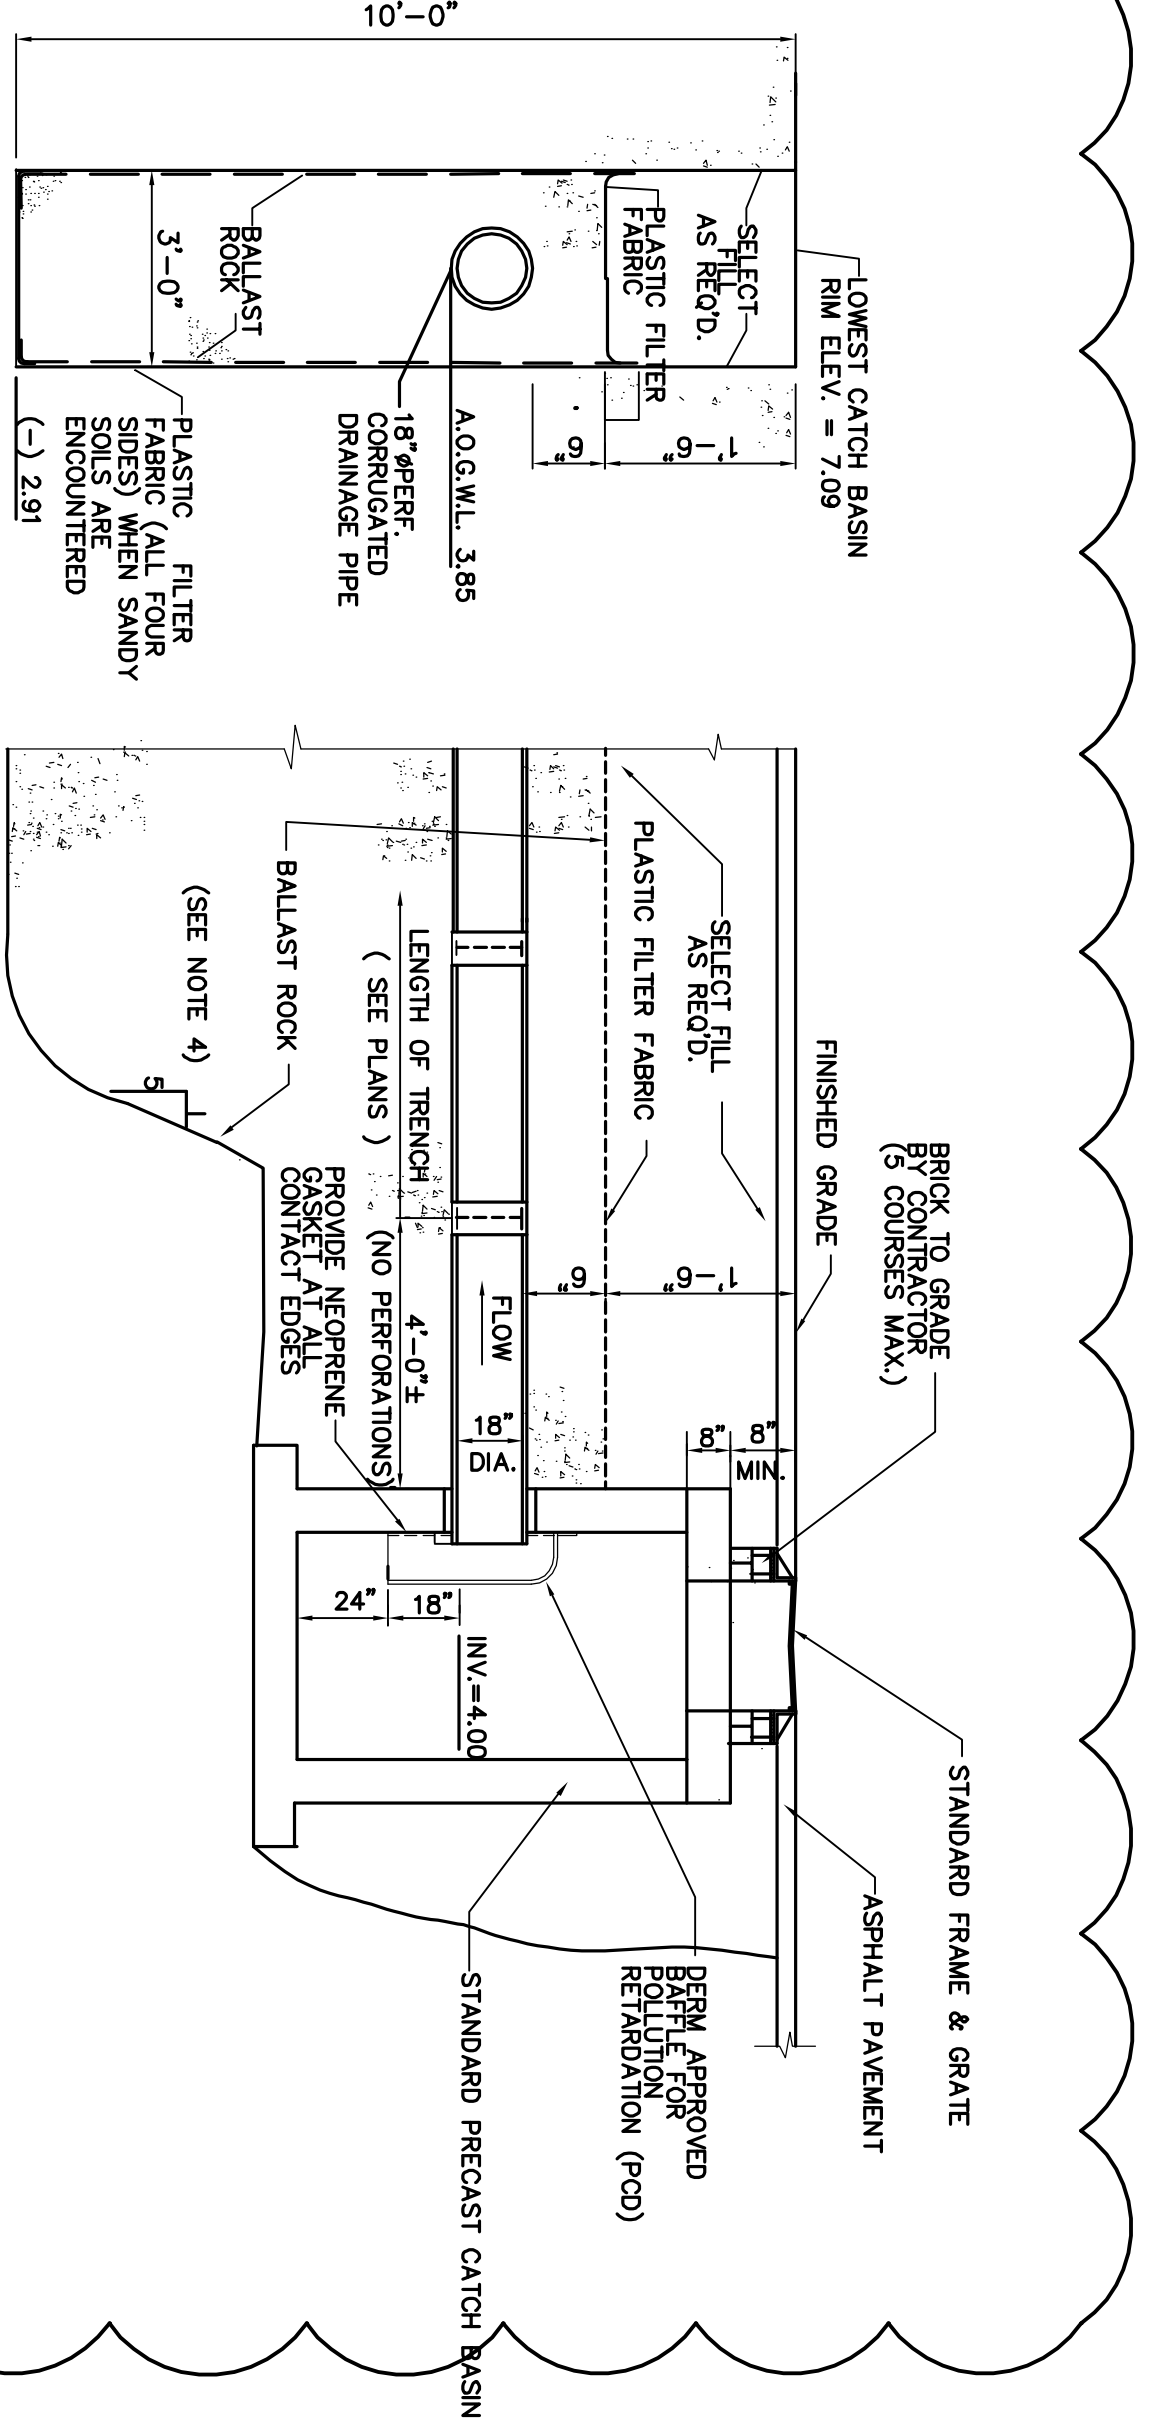 10'-0"
LOWEST CATCH BASIN
RIM ELEV. = 7.09
SELECT
FILL
AS REQ'D.
PLASTIC FILTER
FABRIC
1'-6"
6"
BALLAST
ROCK
3'-0"
A.O.G.W.L. 3.85
18"øPERF.
CORRUGATED
DRAINAGE PIPE
PLASTIC FILTER
FABRIC (ALL FOUR
SIDES) WHEN SANDY
SOILS ARE
ENCOUNTERED
(-) 2.91
BRICK TO GRADE
BY CONTRACTOR
(5 COURSES MAX.)
STANDARD FRAME & GRATE
FINISHED GRADE
ASPHALT PAVEMENT
SELECT FILL
AS REQ'D.
PLASTIC FILTER FABRIC
1'-6"
6"
8"
MIN.
8"
DERM APPROVED
BAFFLE FOR
POLLUTION
RETARDATION (PCD)
FLOW
18"
DIA.
LENGTH OF TRENCH
( SEE PLANS )
4'-0"±
(NO PERFORATIONS)
INV.=4.00
18"
24"
STANDARD PRECAST CATCH BASIN
PROVIDE NEOPRENE
GASKET AT ALL
CONTACT EDGES
BALLAST ROCK
(SEE NOTE 4)
5
1